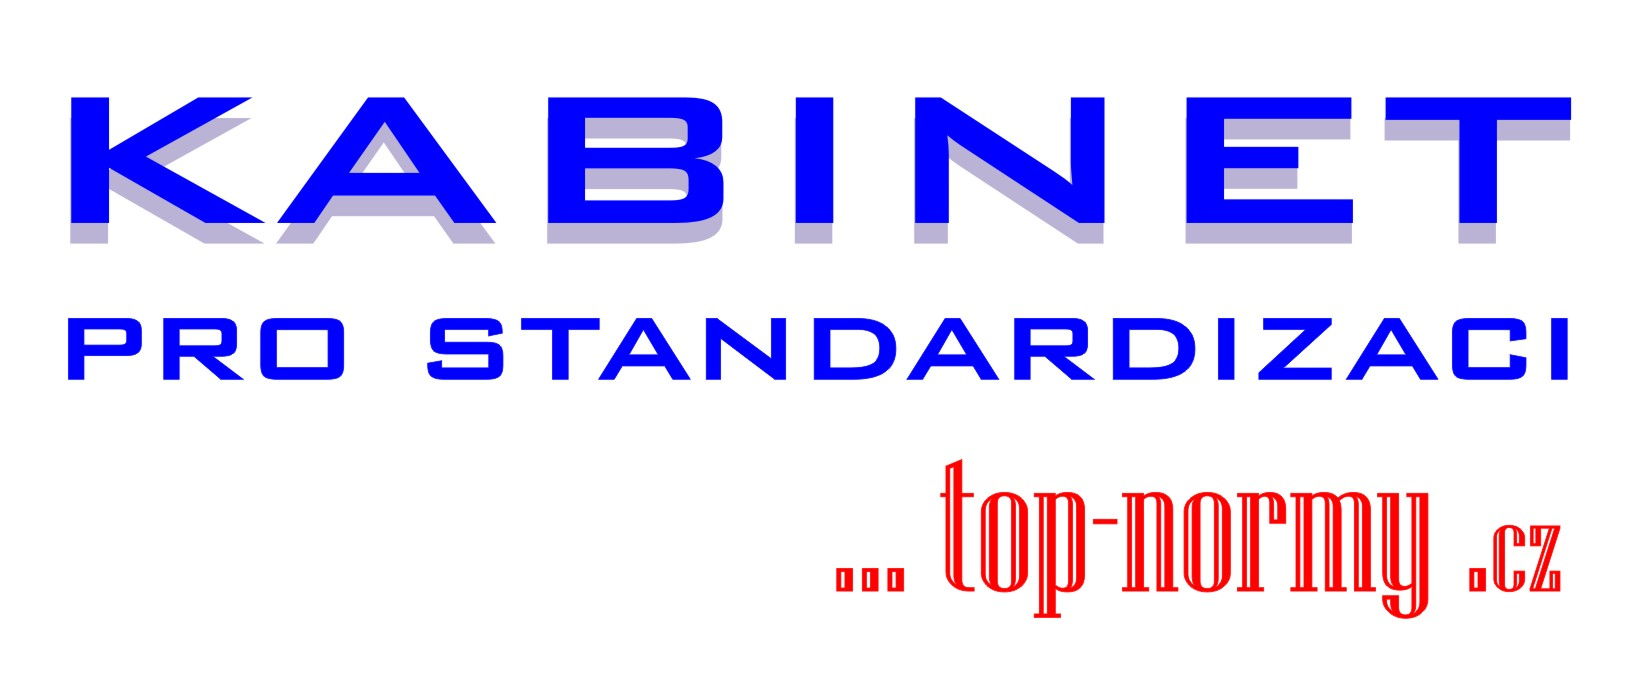 KABINET
PRO STANDARDIZACI
... top-normy .cz